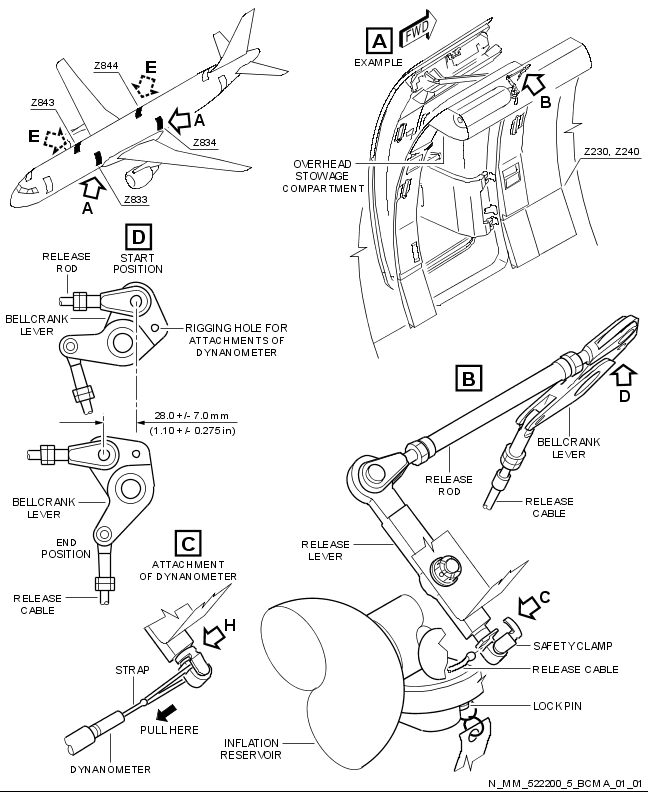 A
FWD
EXAMPLE
B
Z844
E
Z843
E
A
Z834
A
Z833
OVERHEAD
STOWAGE
COMPARTMENT
Z230, Z240
D
START
POSITION
RELEASE
ROD
BELLCRANK
LEVER
RIGGING HOLE FOR
ATTACHMENTS OF
DYNANOMETER
28.0 +/- 7.0 mm
(1.10 +/- 0.275 in)
BELLCRANK
LEVER
END
POSITION
RELEASE
CABLE
C
ATTACHMENT
OF DYNANOMETER
H
STRAP
PULL HERE
DYNANOMETER
B
D
BELLCRANK
LEVER
RELEASE
ROD
RELEASE
CABLE
RELEASE
LEVER
C
SAFETY CLAMP
RELEASE CABLE
LOCK PIN
INFLATION
RESERVOIR
N_MM_522200_5_BCMA_01_01